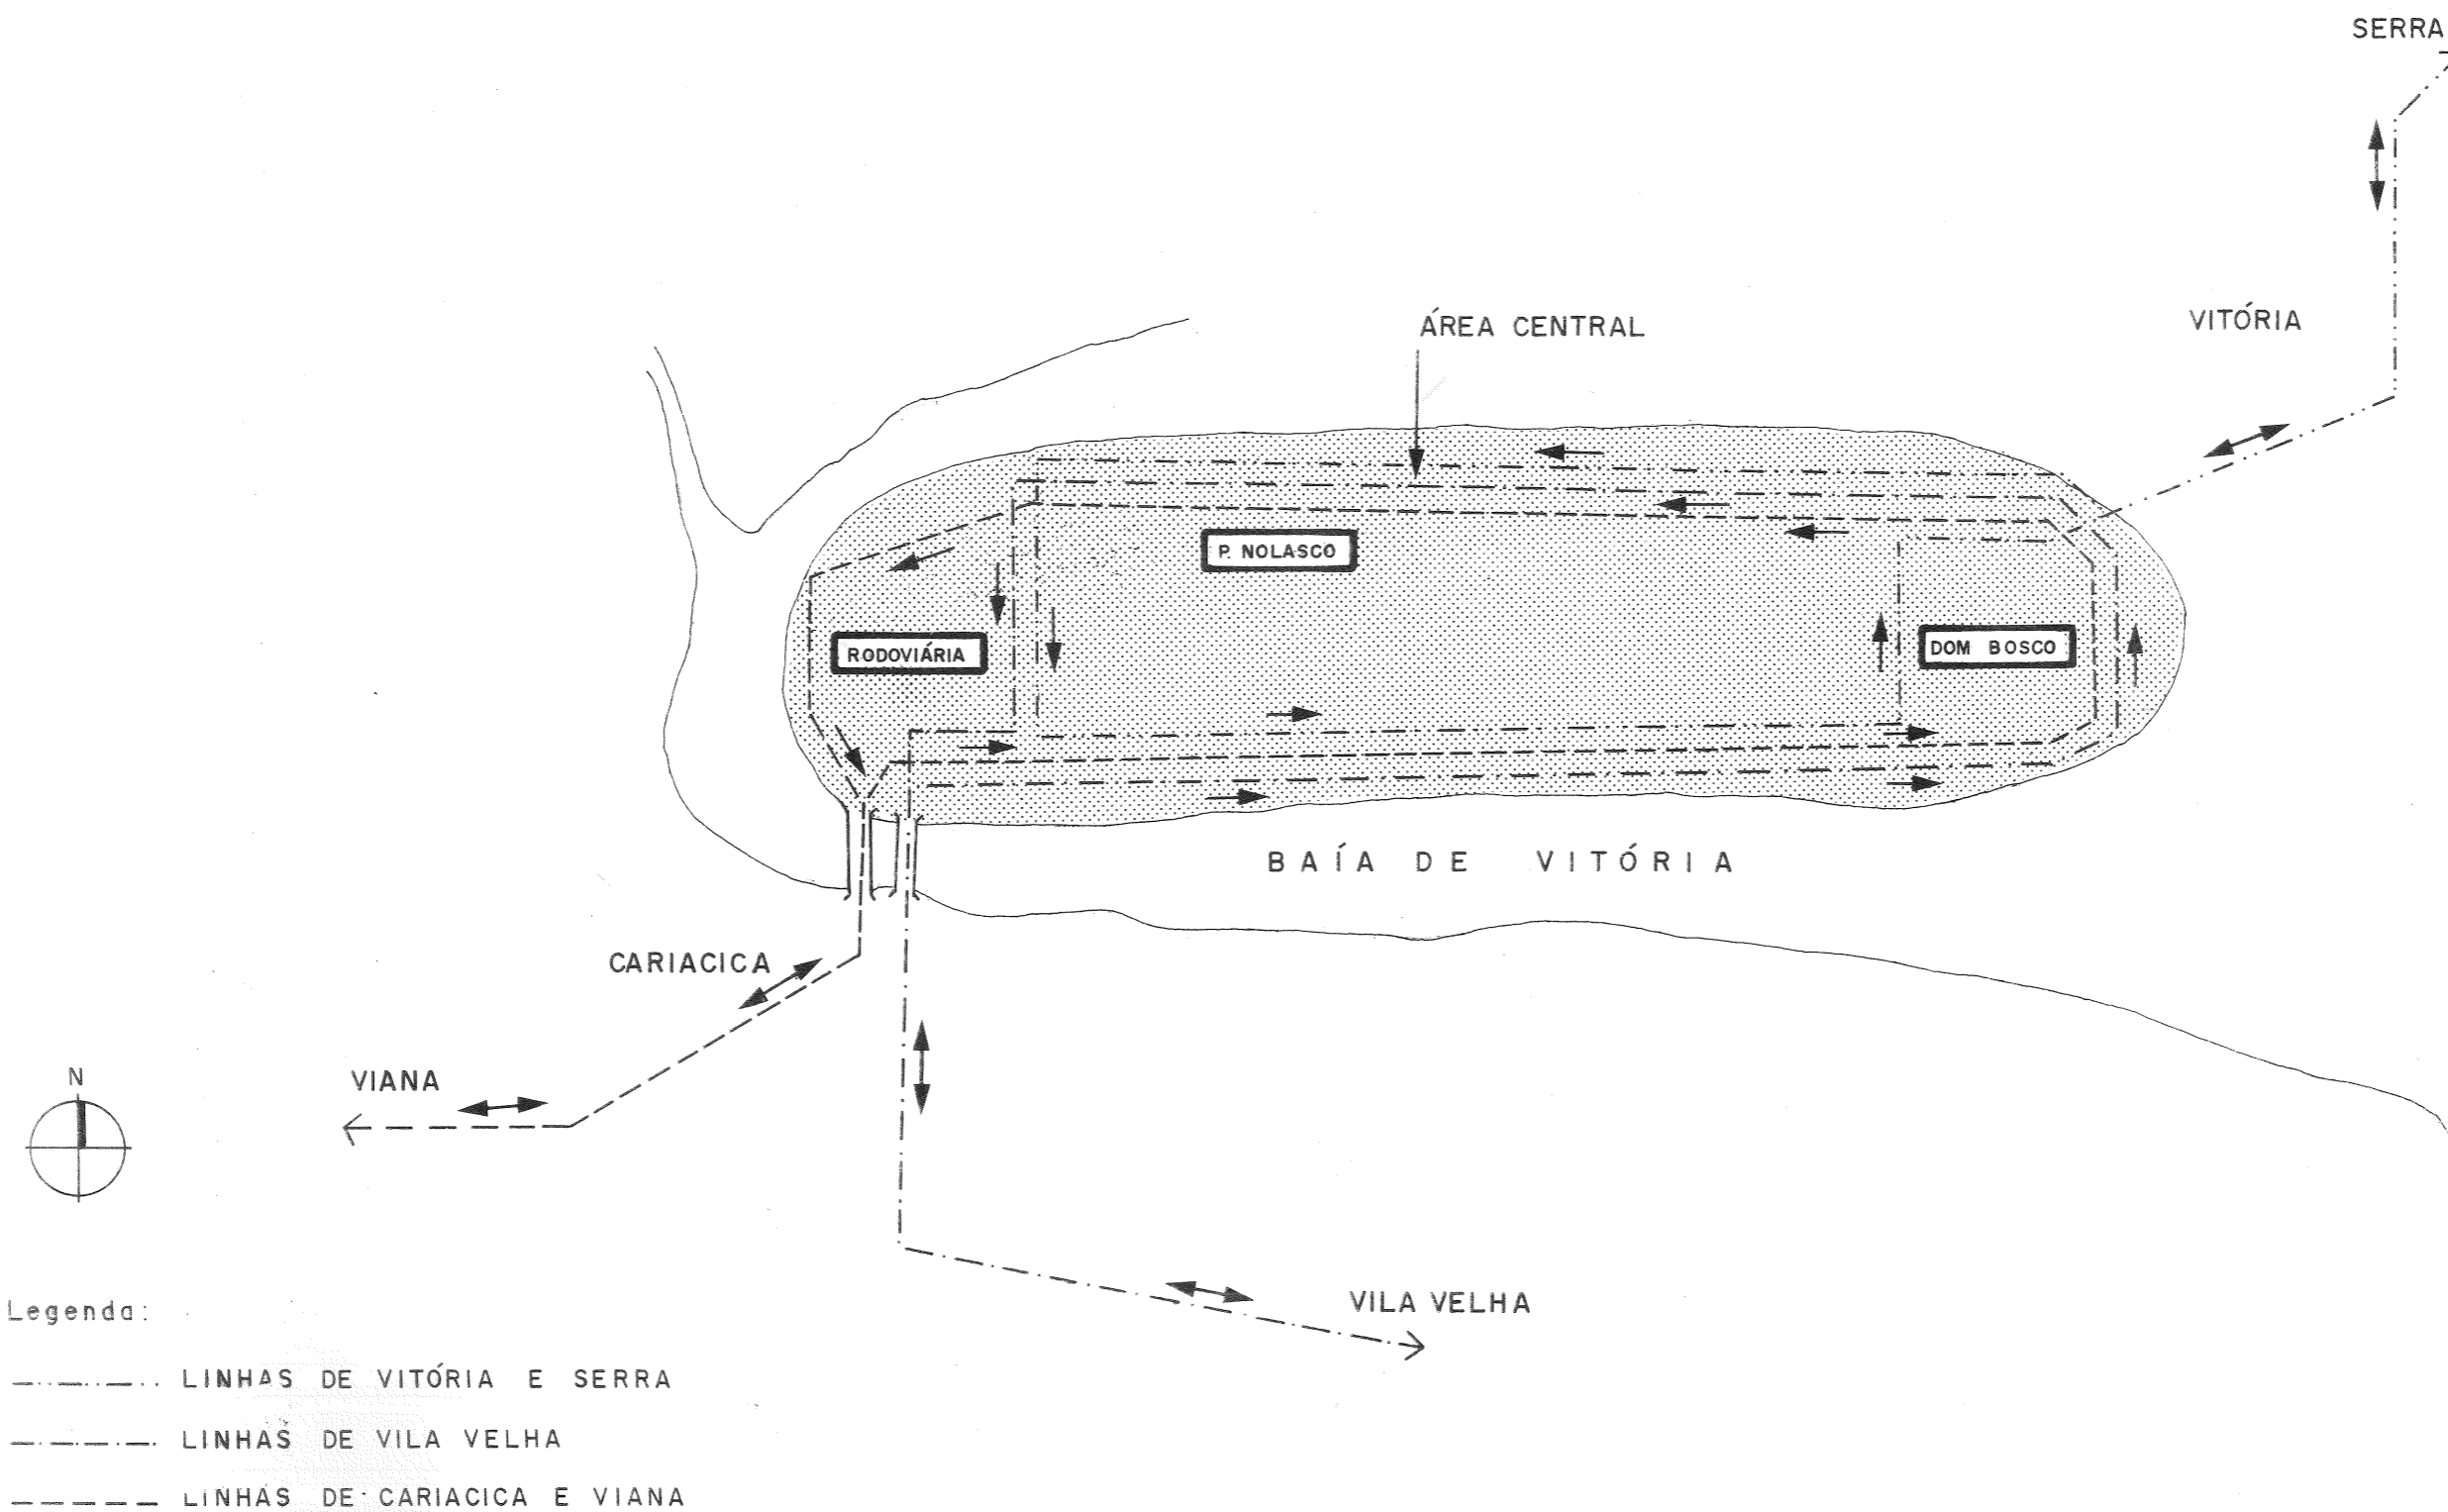 SERRA
VITÓRIA
ÁREA CENTRAL
P. NOLASCO
RODOVIÁRIA
DOM BOSCO
BAÍA DE VITÓRIA
CARIACICA
VIANA
N
VILA VELHA
Legenda:
LINHAS DE VITÓRIA E SERRA
LINHAS DE VILA VELHA
LINHAS DE CARIACICA E VIANA